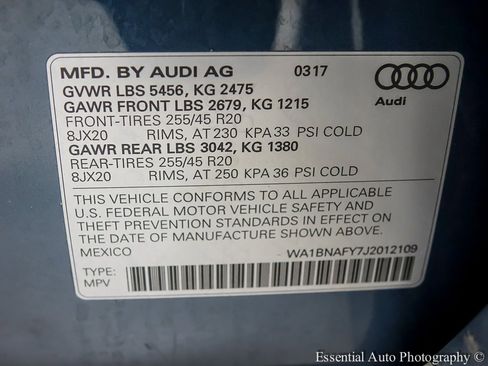 MFD. BY AUDI AG 0317
GVWR LBS 5456, KG 2475
GAWR FRONT LBS 2679, KG 1215
FRONT-TIRES 255/45 R20
8JX20 RIMS, AT 230 KPA 33 PSI COLD
GAWR REAR LBS 3042, KG 1380
REAR-TIRES 255/45 R20
8JX20 RIMS, AT 250 KPA 36 PSI COLD
Audi
THIS VEHICLE CONFORMS TO ALL APPLICABLE
U.S. FEDERAL MOTOR VEHICLE SAFETY AND
THEFT PREVENTION STANDARDS IN EFFECT ON
THE DATE OF MANUFACTURE SHOWN ABOVE.
MEXICO WA1BNAFY7J2012109
TYPE:
MPV
Essential Auto Photography ©